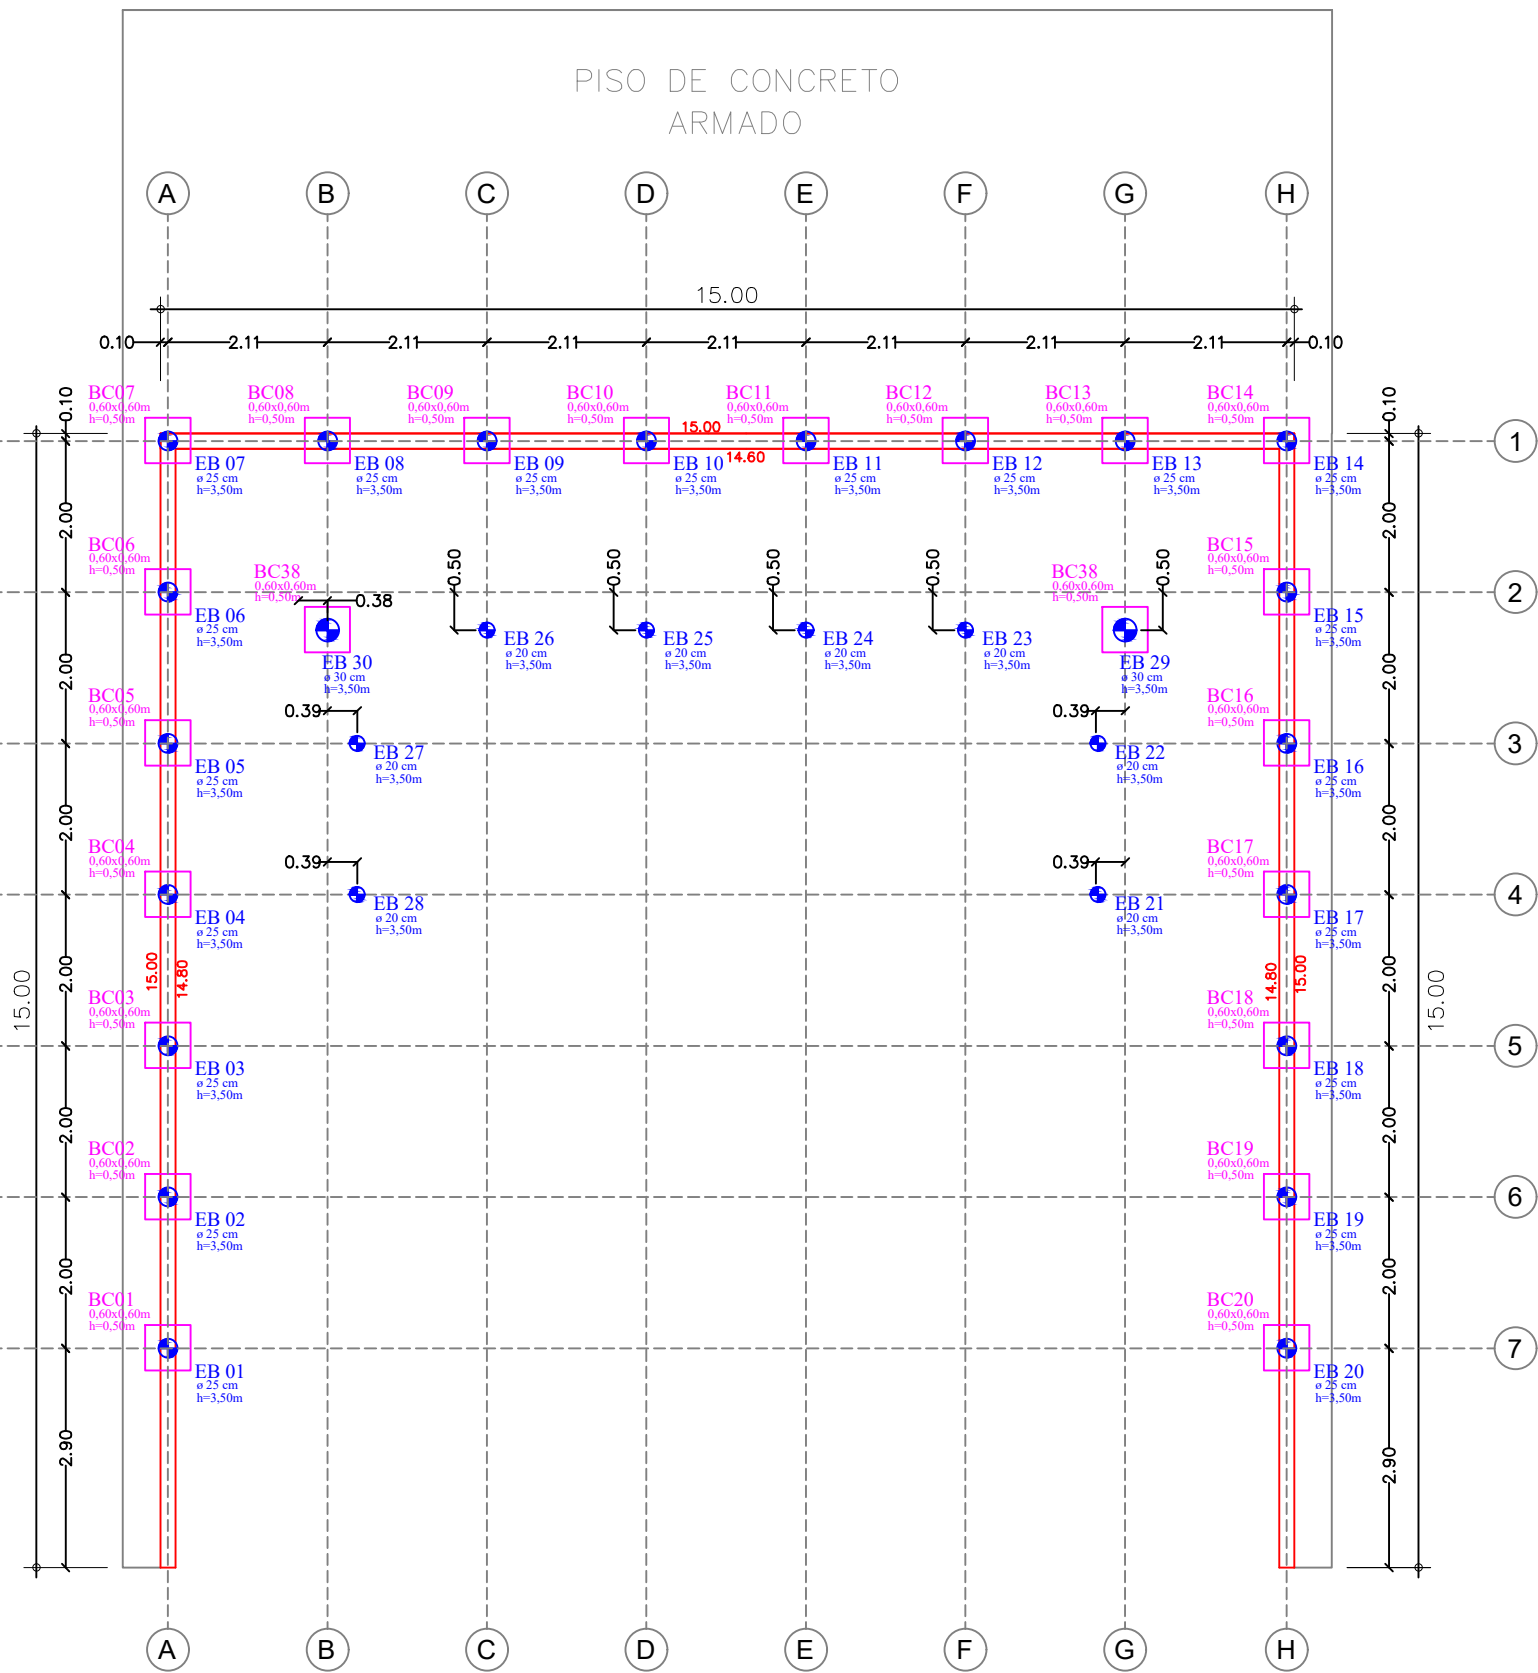 PISO DE CONCRETO
ARMADO
A B C D E F G H
15.00
0.10 2.11 2.11 2.11 2.11 2.11 2.11 2.11 0.10
BC07
0,60x0,60m
h=0,50m
BC08
0,60x0,60m
h=0,50m
BC09
0,60x0,60m
h=0,50m
BC10
0,60x0,60m
h=0,50m
BC11
0,60x0,60m
h=0,50m
BC12
0,60x0,60m
h=0,50m
BC13
0,60x0,60m
h=0,50m
BC14
0,60x0,60m
h=0,50m
0.10
0.10
15.00
14.60
1
EB 07
ø 25 cm
h=3,50m
EB 08
ø 25 cm
h=3,50m
EB 09
ø 25 cm
h=3,50m
EB 10
ø 25 cm
h=3,50m
EB 11
ø 25 cm
h=3,50m
EB 12
ø 25 cm
h=3,50m
EB 13
ø 25 cm
h=3,50m
EB 14
ø 25 cm
h=3,50m
2.00
2.00
BC06
0,60x0,60m
h=0,50m
BC38
0,60x0,60m
h=0,50m
0.38
0.50
0.50
0.50
0.50
BC38
0,60x0,60m
h=0,50m
0.50
BC15
0,60x0,60m
h=0,50m
2
EB 06
ø 25 cm
h=3,50m
EB 30
ø 30 cm
h=3,50m
EB 26
ø 20 cm
h=3,50m
EB 25
ø 20 cm
h=3,50m
EB 24
ø 20 cm
h=3,50m
EB 23
ø 20 cm
h=3,50m
EB 29
ø 30 cm
h=3,50m
EB 15
ø 25 cm
h=3,50m
2.00
2.00
BC05
0,60x0,60m
h=0,50m
0.39
0.39
BC16
0,60x0,60m
h=0,50m
3
EB 05
ø 25 cm
h=3,50m
EB 27
ø 20 cm
h=3,50m
EB 22
ø 20 cm
h=3,50m
EB 16
ø 25 cm
h=3,50m
2.00
2.00
BC04
0,60x0,60m
h=0,50m
0.39
0.39
BC17
0,60x0,60m
h=0,50m
4
EB 04
ø 25 cm
h=3,50m
EB 28
ø 20 cm
h=3,50m
EB 21
ø 20 cm
h=3,50m
EB 17
ø 25 cm
h=3,50m
15.00
2.00
15.00
14.80
14.80
15.00
2.00
15.00
BC03
0,60x0,60m
h=0,50m
BC18
0,60x0,60m
h=0,50m
5
EB 03
ø 25 cm
h=3,50m
EB 18
ø 25 cm
h=3,50m
2.00
2.00
BC02
0,60x0,60m
h=0,50m
BC19
0,60x0,60m
h=0,50m
6
EB 02
ø 25 cm
h=3,50m
EB 19
ø 25 cm
h=3,50m
2.00
2.00
BC01
0,60x0,60m
h=0,50m
BC20
0,60x0,60m
h=0,50m
7
EB 01
ø 25 cm
h=3,50m
EB 20
ø 25 cm
h=3,50m
2.90
2.90
A B C D E F G H